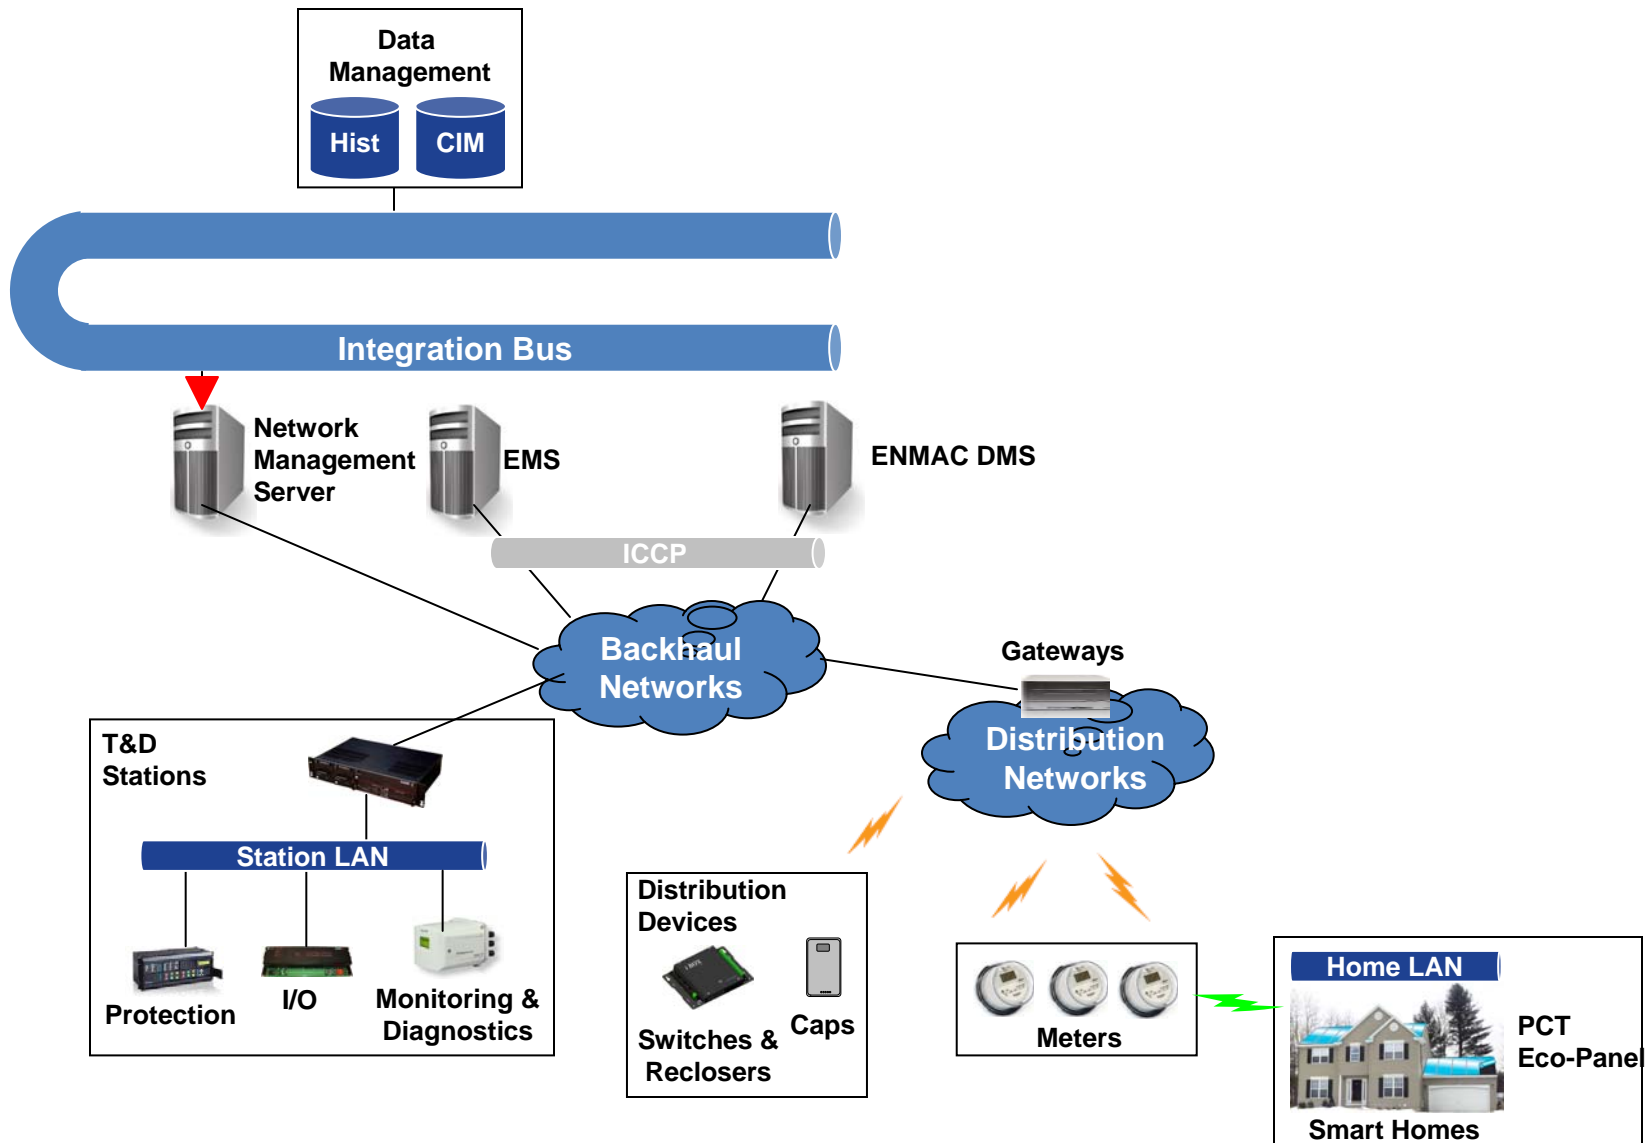 Data
Management
Hist
CIM
Integration Bus
Network
Management
Server
EMS
ENMAC DMS
ICCP
Backhaul
Networks
Gateways
Distribution
Networks
T&D
Stations
Station LAN
Protection
I/O
Monitoring &
Diagnostics
Distribution
Devices
Switches &
Reclosers
Caps
Meters
Home LAN
PCT
Eco-Panel
Smart Homes